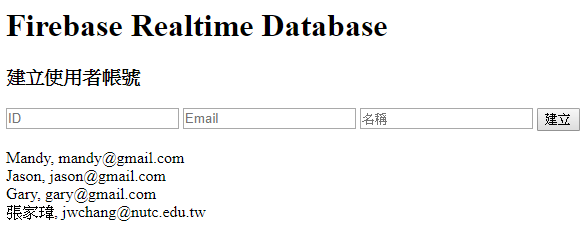 Firebase Realtime Database
建立使用者帳號
ID Email 名稱 建立
Mandy, mandy@gmail.com
Jason, jason@gmail.com
Gary, gary@gmail.com
張家瑋, jwchang@nutc.edu.tw